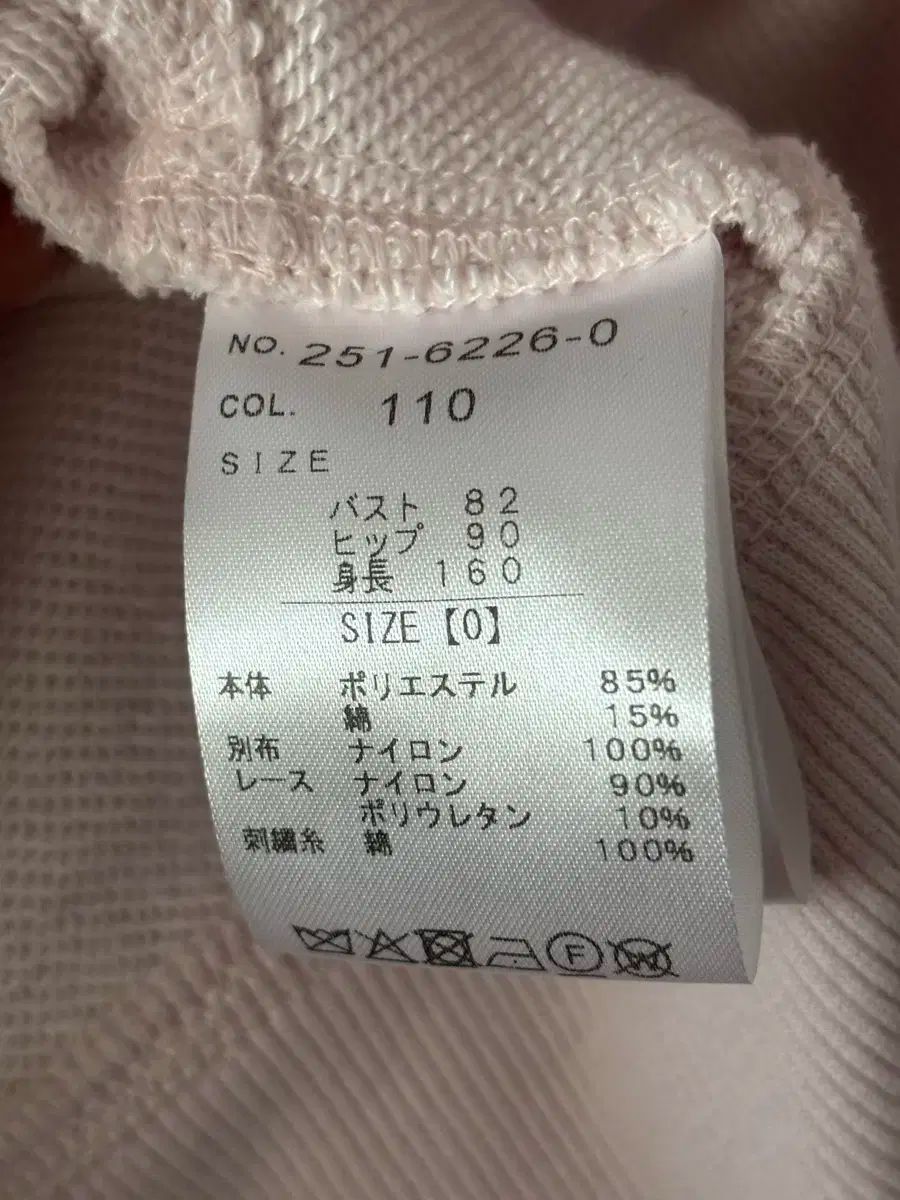 NO. 251-6226-0
COL. 110
SIZE
バスト 82
ヒップ 90
身長 160
SIZE【0】
本体 ポリエステル 85%
綿 15%
別布 ナイロン 100%
レース ナイロン 90%
ポリウレタン 10%
刺繍糸 綿 100%
F W